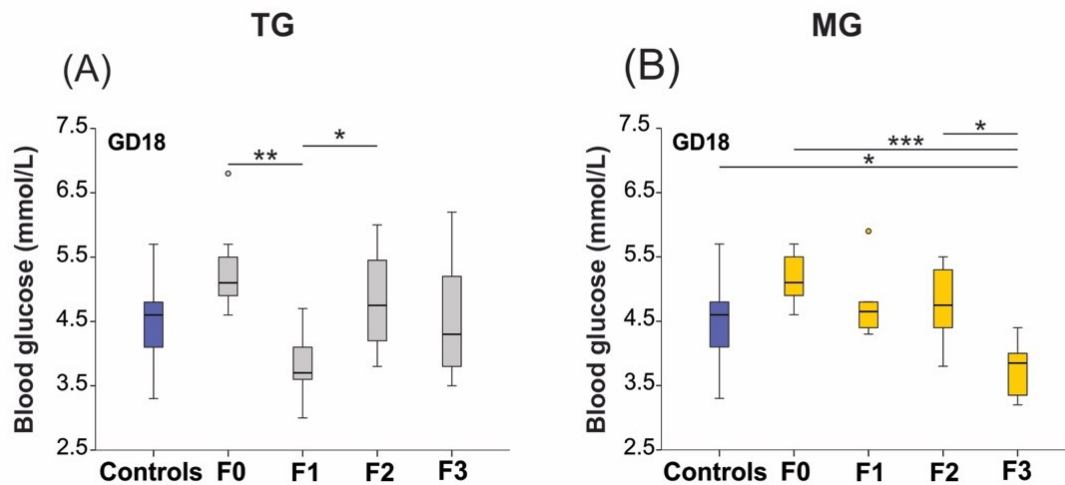 TG
(A)
GD18
Blood glucose (mmol/L)
7.5
6.5
5.5
4.5
3.5
2.5
**
*
Controls F0 F1 F2 F3
MG
(B)
GD18
Blood glucose (mmol/L)
7.5
6.5
5.5
4.5
3.5
2.5
*
***
*
Controls F0 F1 F2 F3